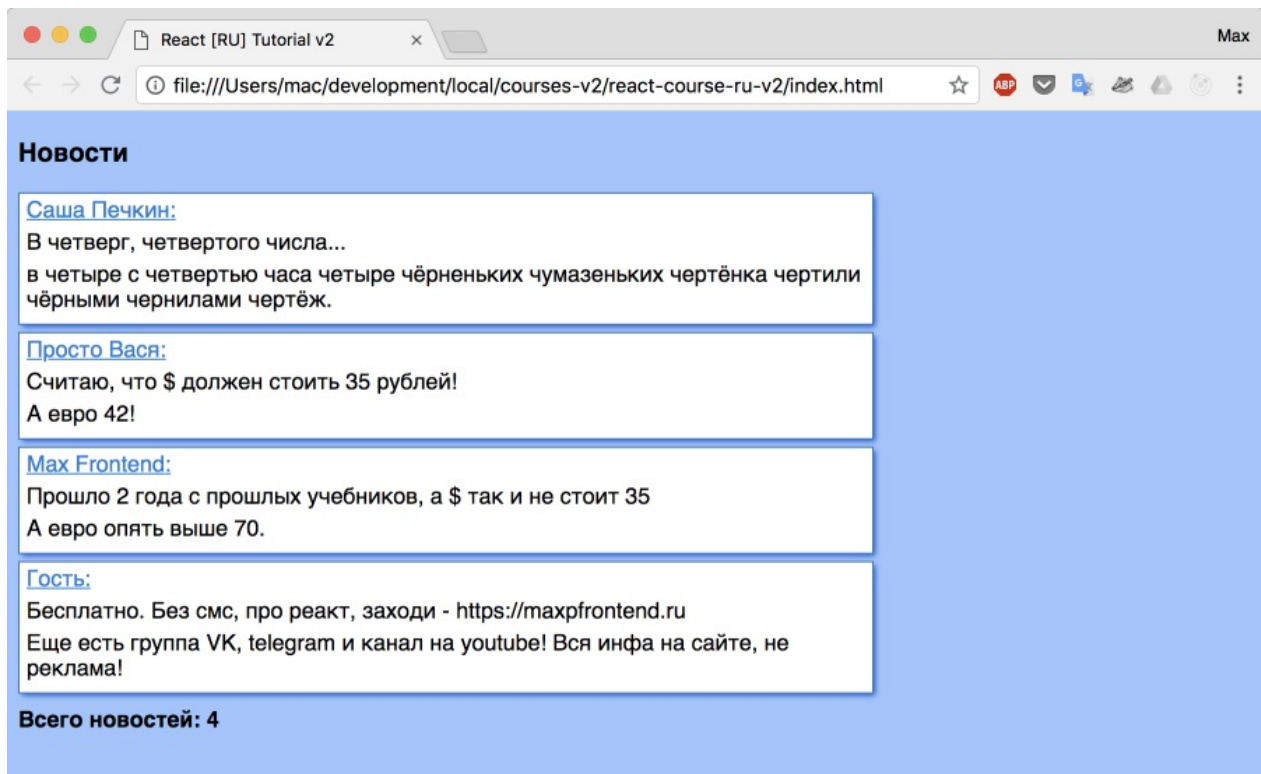 React [RU] Tutorial v2
Max
file:///Users/mac/development/local/courses-v2/react-course-ru-v2/index.html
ABP
Новости
Саша Печкин:
В четверг, четвертого числа...
в четыре с четвертью часа четыре чёрненьких чумазеньких чертёнка чертили
чёрными чернилами чертёж.
Просто Вася:
Считаю, что $ должен стоить 35 рублей!
А евро 42!
Max Frontend:
Прошло 2 года с прошлых учебников, а $ так и не стоит 35
А евро опять выше 70.
Гость:
Бесплатно. Без смс, про реакт, заходи - https://maxpfrontend.ru
Еще есть группа VK, telegram и канал на youtube! Вся инфа на сайте, не
реклама!
Всего новостей: 4